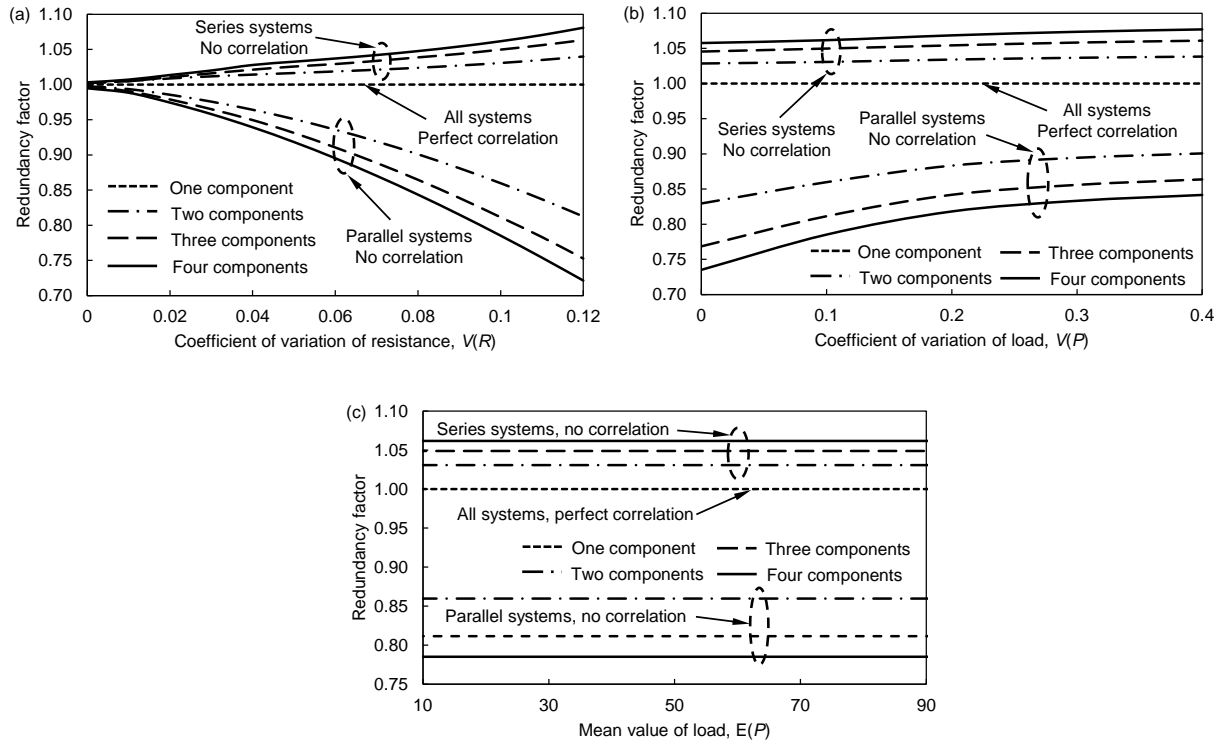 (a)
1.10
1.05
1.00
0.95
0.90
0.85
0.80
0.75
0.70
Redundancy factor
Series systems
No correlation
All systems
Perfect correlation
Parallel systems
No correlation
One component
Two components
Three components
Four components
0 0.02 0.04 0.06 0.08 0.10 0.12
Coefficient of variation of resistance, V(R)
(b)
1.10
1.05
1.00
0.95
0.90
0.85
0.80
0.75
0.70
Redundancy factor
Series systems
No correlation
Parallel systems
No correlation
All systems
Perfect correlation
One component
Two components
Three components
Four components
0 0.1 0.2 0.3 0.4
Coefficient of variation of load, V(P)
(c)
1.10
1.05
1.00
0.95
0.90
0.85
0.80
0.75
Redundancy factor
Series systems, no correlation
All systems, perfect correlation
One component
Two components
Three components
Four components
Parallel systems, no correlation
10 30 50 70 90
Mean value of load, E(P)